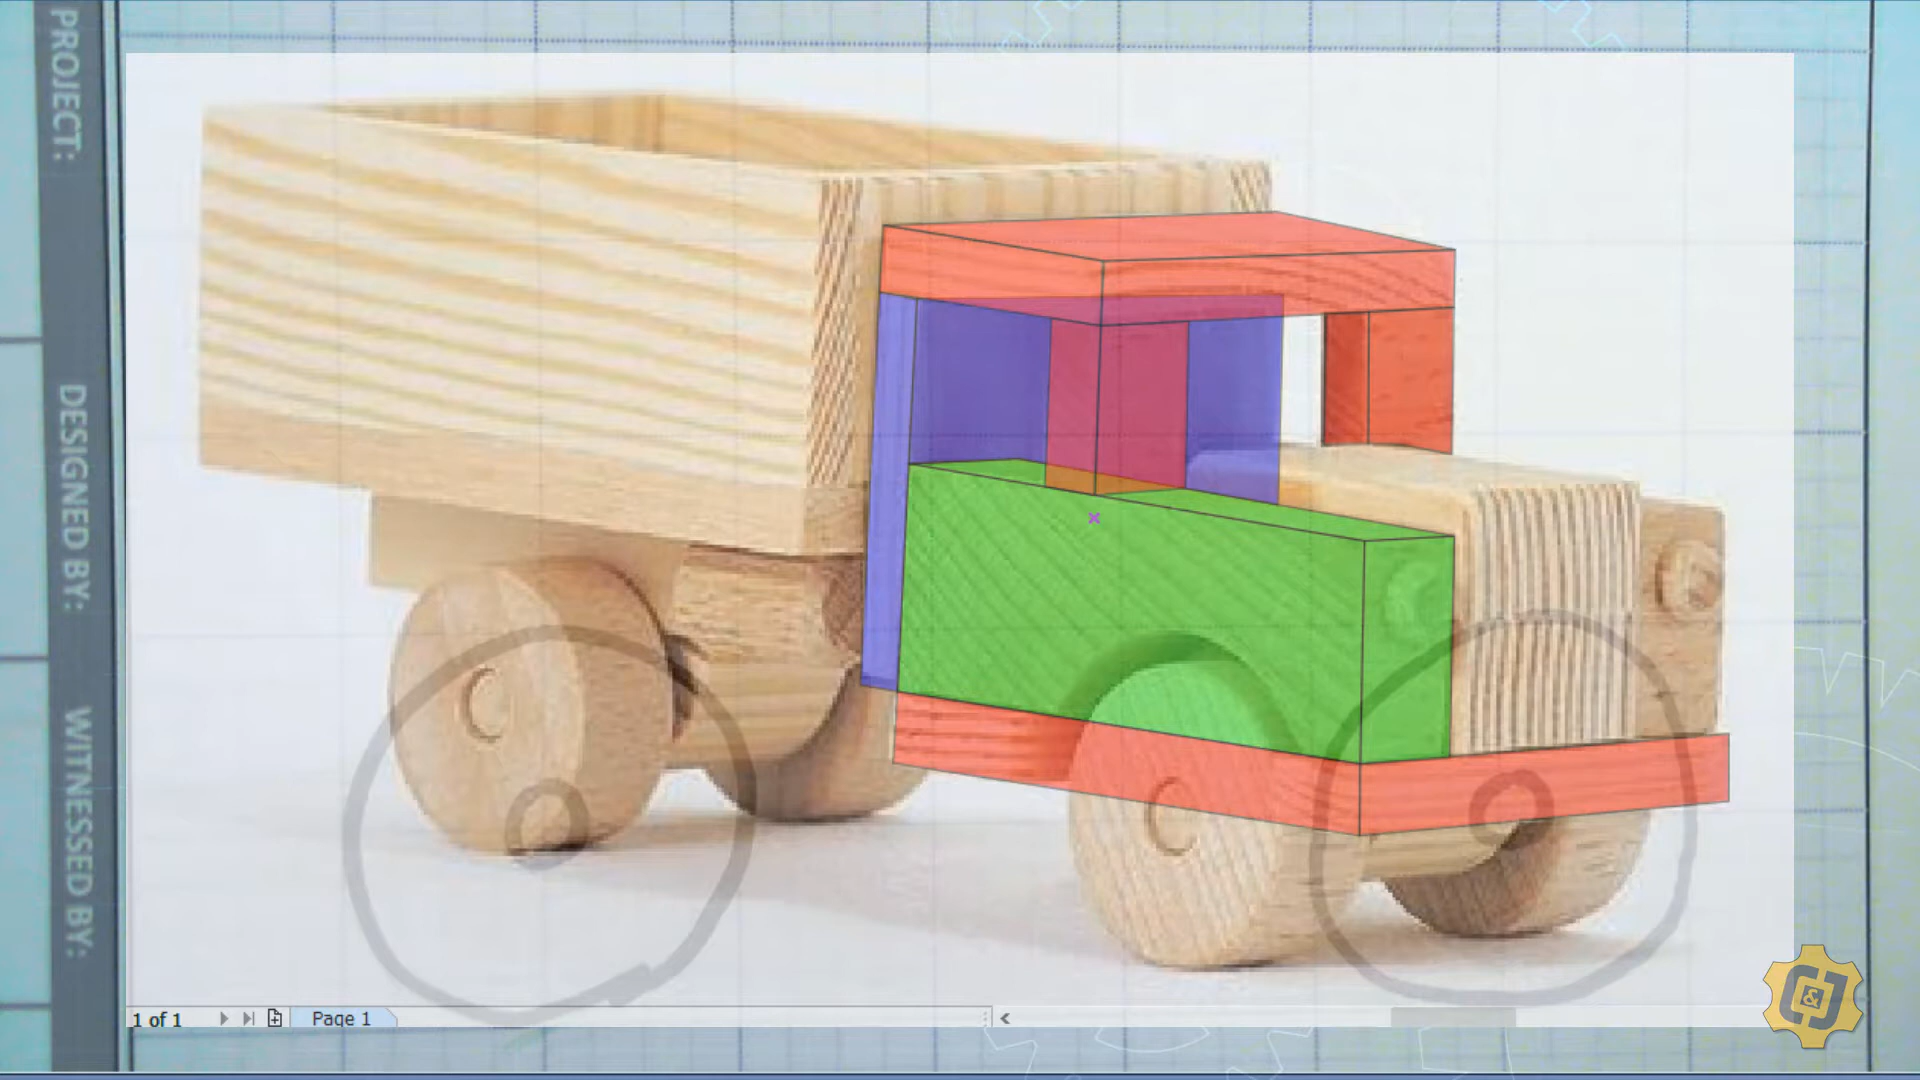 PROJECT:
DESIGNED BY:
WITNESSED BY:
1 of 1
Page 1
C&J